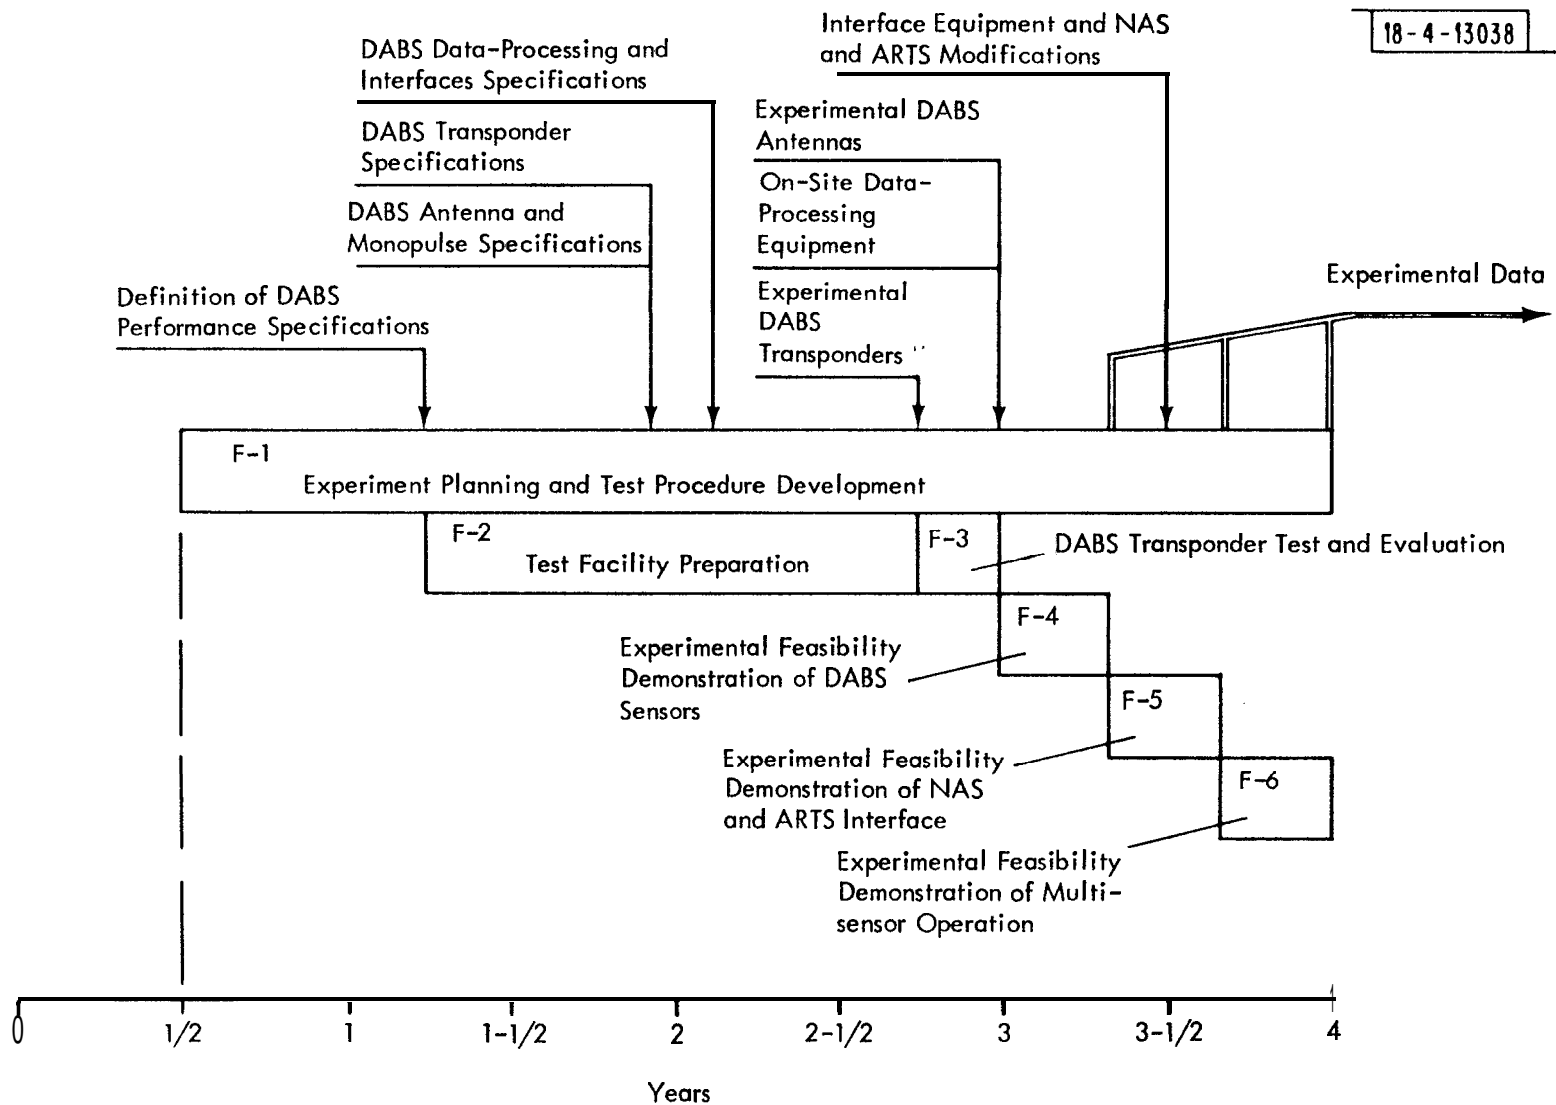 18-4-13038
Interface Equipment and NAS
and ARTS Modifications
DABS Data-Processing and
Interfaces Specifications
DABS Transponder
Specifications
DABS Antenna and
Monopulse Specifications
Definition of DABS
Performance Specifications
Experimental DABS
Antennas
On-Site Data-
Processing
Equipment
Experimental
DABS
Transponders
Experimental Data
F-1
Experiment Planning and Test Procedure Development
F-2
Test Facility Preparation
F-3
DABS Transponder Test and Evaluation
F-4
Experimental Feasibility
Demonstration of DABS
Sensors
F-5
Experimental Feasibility
Demonstration of NAS
and ARTS Interface
F-6
Experimental Feasibility
Demonstration of Multi-
sensor Operation
0 1/2 1 1-1/2 2 2-1/2 3 3-1/2 4
Years